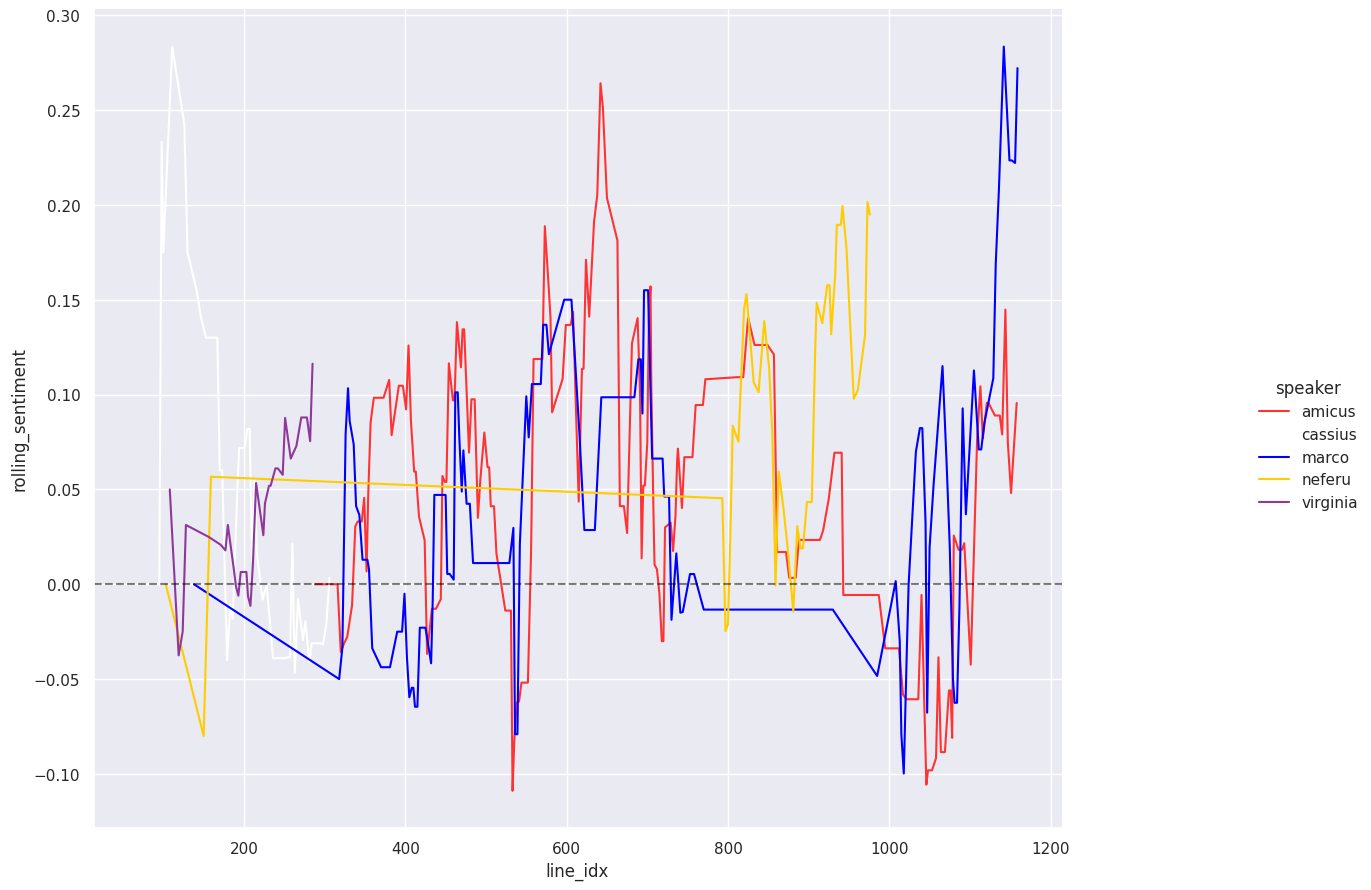 0.30
0.25
0.20
0.15
0.10
0.05
0.00
−0.05
−0.10
rolling_sentiment
200
400
600
800
1000
1200
line_idx
speaker
amicus
cassius
marco
neferu
virginia